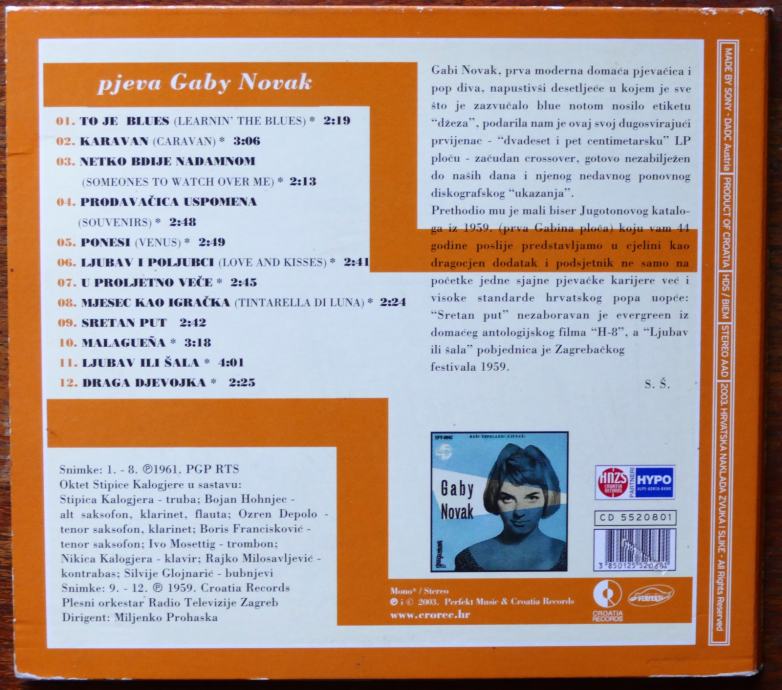 pjeva Gaby Novak
01. TO JE BLUES (LEARNIN' THE BLUES) * 2:19
02. KARAVAN (CARAVAN) * 3:06
03. NETKO BDIJE NADAMNOM
(SOMEONES TO WATCH OVER ME) * 2:13
04. PRODAVAČICA USPOMENA
(SOUVENIRS) * 2:48
05. PONESI (VENUS) * 2:49
06. LJUBAV I POLJUBCI (LOVE AND KISSES) * 2:41
07. U PROLJETNO VEČE * 2:45
08. MJESEC KAO IGRAČKA (TINTARELLA DI LUNA) * 2:24
09. SRETAN PUT 2:42
10. MALAGUEÑA * 3:18
11. LJUBAV ILI ŠALA * 4:01
12. DRAGA DJEVOJKA * 2:25
Snimke: 1. - 8. ℗1961. PGP RTS
Oktet Stipice Kalogjere u sastavu:
Stipica Kalogjera - truba; Bojan Hohnjec -
alt saksofon, klarinet, flauta; Ozren Depolo -
tenor saksofon, klarinet; Boris Francisković -
tenor saksofon; Ivo Mosettig - trombon;
Nikica Kalogjera - klavir; Rajko Milosavljević -
kontrabas; Silvije Glojnarić - bubnjevi
Snimke: 9. - 12. ℗ 1959. Croatia Records
Plesni orkestar Radio Televizije Zagreb
Dirigent: Miljenko Prohaska
Gabi Novak, prva moderna domaća pjevačica i
pop diva, napustivši desetljeće u kojem je sve
što je zazvučalo blue notom nosilo etiketu
“džeza”, podarila nam je ovaj svoj dugosvirajući
prvijenac - “dvadeset i pet centimetarsku” LP
ploču - začudan crossover, gotovo nezabilježen
do naših dana i njenog nedavnog ponovnog
diskografskog “ukazanja”.
Prethodio mu je mali biser Jugotonovog katalo-
ga iz 1959. (prva Gabina ploča) koju vam 44
godine poslije predstavljamo u cjelini kao
dragocjen dodatak i podsjetnik ne samo na
početke jedne sjajne pjevačke karijere već i
visoke standarde hrvatskog popa uopće:
“Sretan put” nezaboravan je evergreen iz
domaćeg antologijskog filma “H-8”, a “Ljubav
ili šala” pobjednica je Zagrebačkog
festivala 1959.
S. Š.
Gaby
Novak
HNZS
CROATIA
RECORDS
PARTNERI
HYPO
ALPE-ADRIA-BANK
CD 5520801
Mono* / Stereo
℗ i © 2003. Perfekt Music & Croatia Records
www.crorec.hr
CROATIA
RECORDS
MADE BY SONY - DADC Austria | PRODUCT OF CROATIA | HDS / BIEM | STEREO AAD | 2003. HRVATSKA NAKLADA ZVUKA I SLIKE - All Rights Reserved